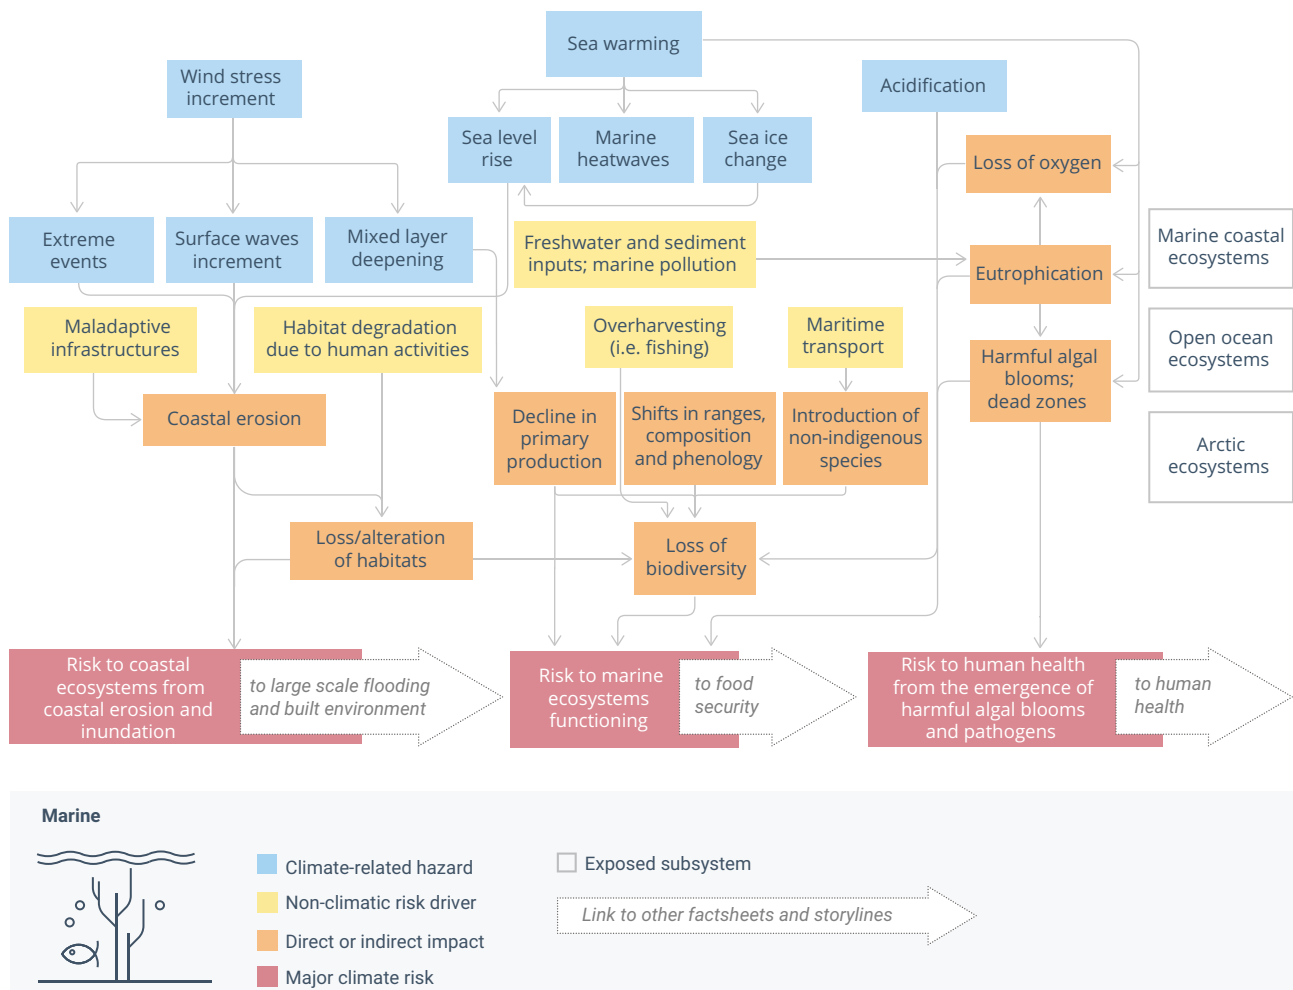 Sea warming
Wind stress
increment
Acidification
Sea level
rise
Marine
heatwaves
Sea ice
change
Loss of oxygen
Extreme
events
Surface waves
increment
Mixed layer
deepening
Freshwater and sediment
inputs; marine pollution
Eutrophication
Marine coastal
ecosystems
Maladaptive
infrastructures
Habitat degradation
due to human activities
Overharvesting
(i.e. fishing)
Maritime
transport
Harmful algal
blooms;
dead zones
Open ocean
ecosystems
Coastal erosion
Decline in
primary
production
Shifts in ranges,
composition
and phenology
Introduction of
non-indigenous
species
Arctic
ecosystems
Loss/alteration
of habitats
Loss of
biodiversity
Risk to coastal
ecosystems from
coastal erosion and
inundation
to large scale flooding
and built environment
Risk to marine
ecosystems
functioning
to food
security
Risk to human health
from the emergence of
harmful algal blooms
and pathogens
to human
health
Marine
Climate-related hazard
Non-climatic risk driver
Direct or indirect impact
Major climate risk
Exposed subsystem
Link to other factsheets and storylines